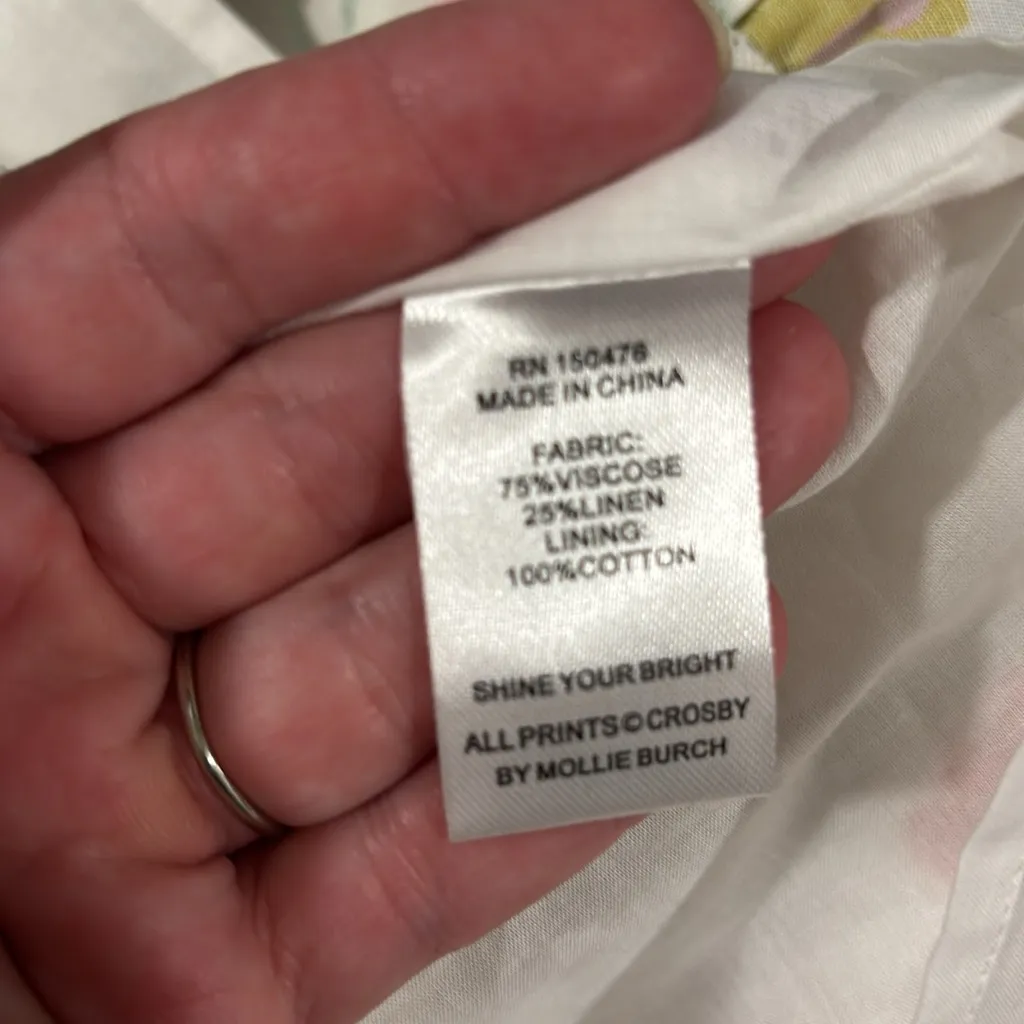 RN 150476
MADE IN CHINA
FABRIC:
75%VISCOSE
25%LINEN
LINING:
100%COTTON
SHINE YOUR BRIGHT
ALL PRINTS©CROSBY
BY MOLLIE BURCH